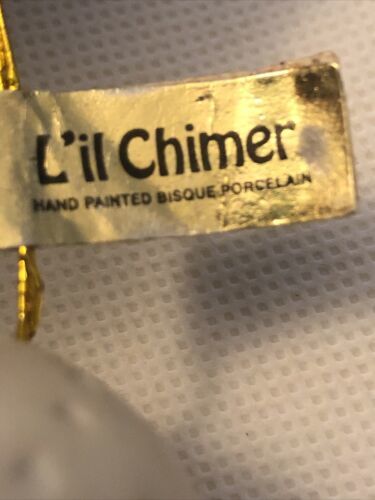 L'il Chimer
HAND PAINTED BISQUE PORCELAIN